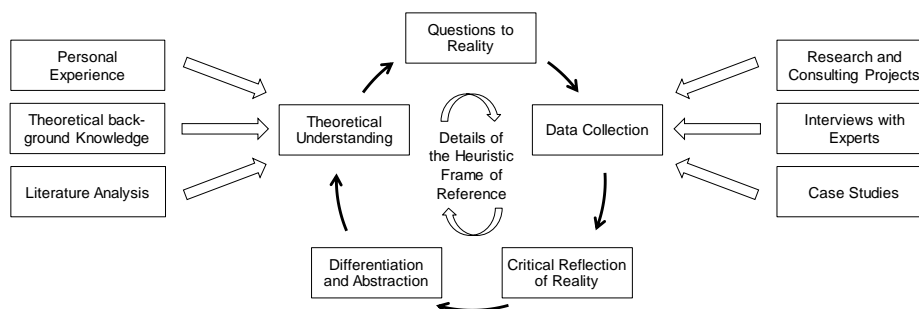 Questions to
Reality
Personal
Experience
Theoretical back-
ground Knowledge
Literature Analysis
Theoretical
Understanding
Details of
the Heuristic
Frame of
Reference
Data Collection
Research and
Consulting Projects
Interviews with
Experts
Case Studies
Differentiation
and Abstraction
Critical Reflection
of Reality